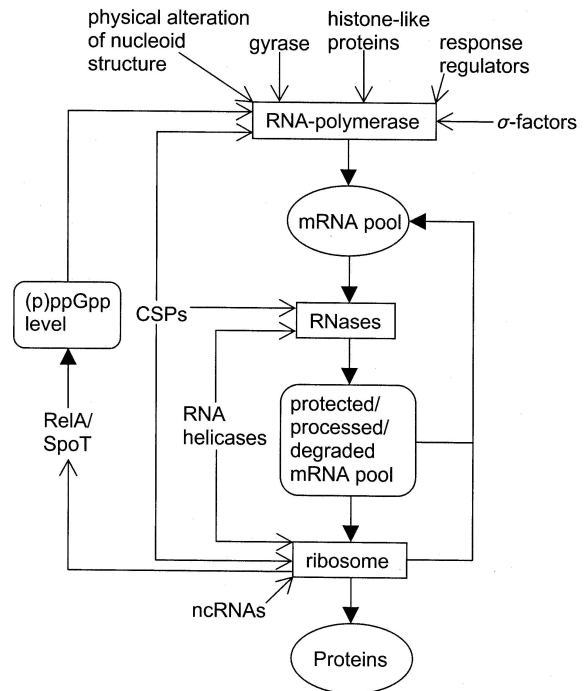 physical alteration
of nucleoid
structure
gyrase
histone-like
proteins
response
regulators
RNA-polymerase
σ-factors
mRNA pool
(p)ppGpp
level
CSPs
RNases
RelA/
SpoT
RNA
helicases
protected/
processed/
degraded
mRNA pool
ribosome
ncRNAs
Proteins